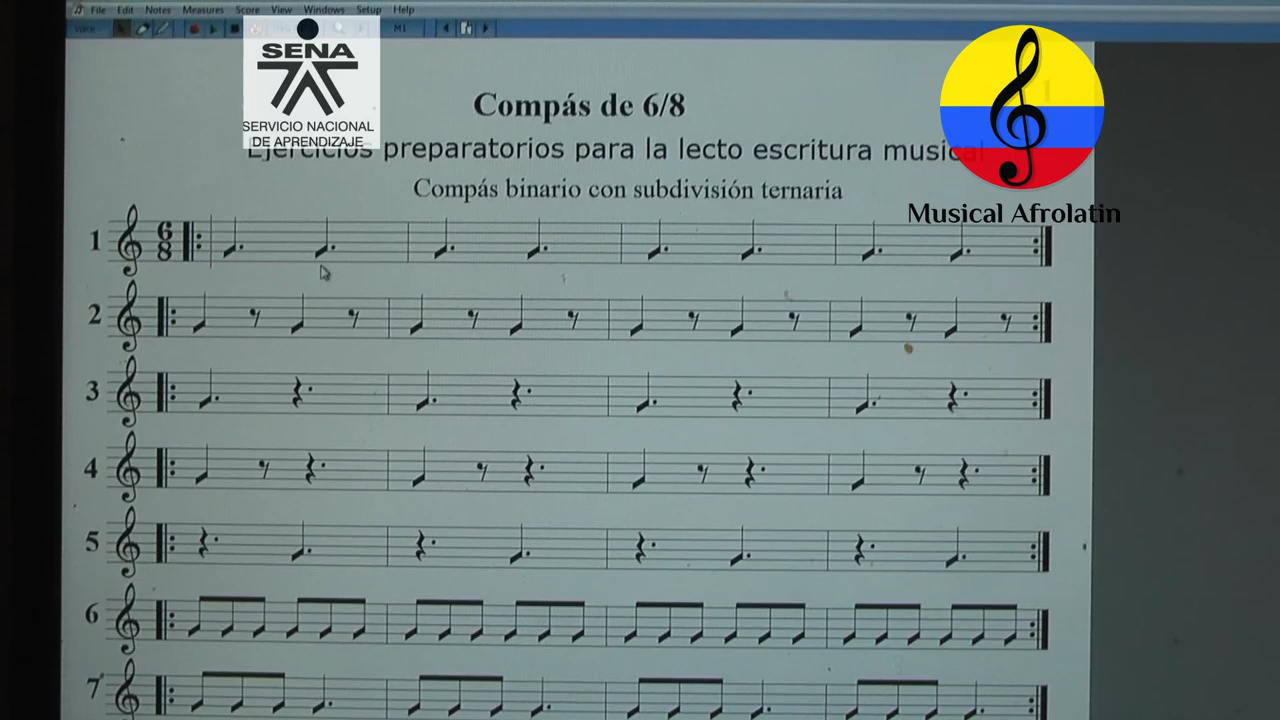 File Edit Notes Measures Score View Windows Setup Help
SENA
SERVICIO NACIONAL
DE APRENDIZAJE
Compás de 6/8
Ejercicios preparatorios para la lecto escritura musical
Compás binario con subdivisión ternaria
Musical Afrolatin
1
6
8
2
3
4
5
6
7